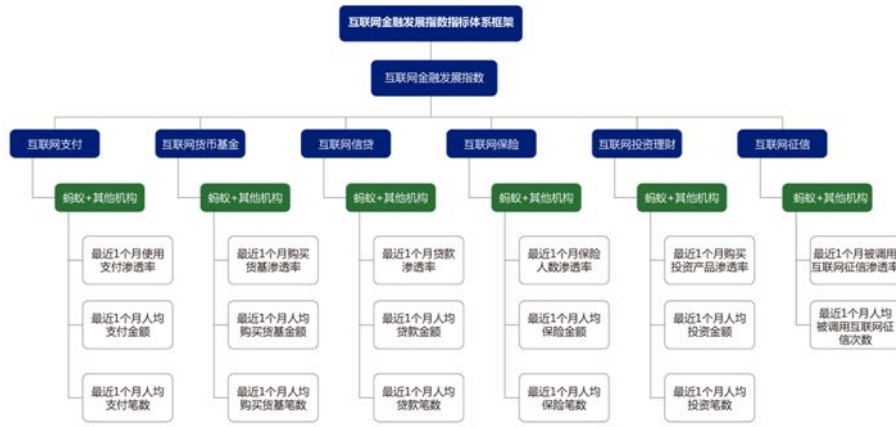 互联网金融发展指数指标体系框架
互联网金融发展指数
互联网支付
互联网货币基金
互联网信贷
互联网保险
互联网投资理财
互联网征信
蚂蚁+其他机构
蚂蚁+其他机构
蚂蚁+其他机构
蚂蚁+其他机构
蚂蚁+其他机构
蚂蚁+其他机构
最近1个月使用
支付渗透率
最近1个月购买
货基渗透率
最近1个月贷款
渗透率
最近1个月保险
人数渗透率
最近1个月购买
投资产品渗透率
最近1个月被调用
互联网征信渗透率
最近1个月人均
支付金额
最近1个月人均
购买货基金额
最近1个月人均
贷款金额
最近1个月人均
保险金额
最近1个月人均
投资金额
最近1个月人均
被调用互联网征
信次数
最近1个月人均
支付笔数
最近1个月人均
购买货基笔数
最近1个月人均
贷款笔数
最近1个月人均
保险笔数
最近1个月人均
投资笔数